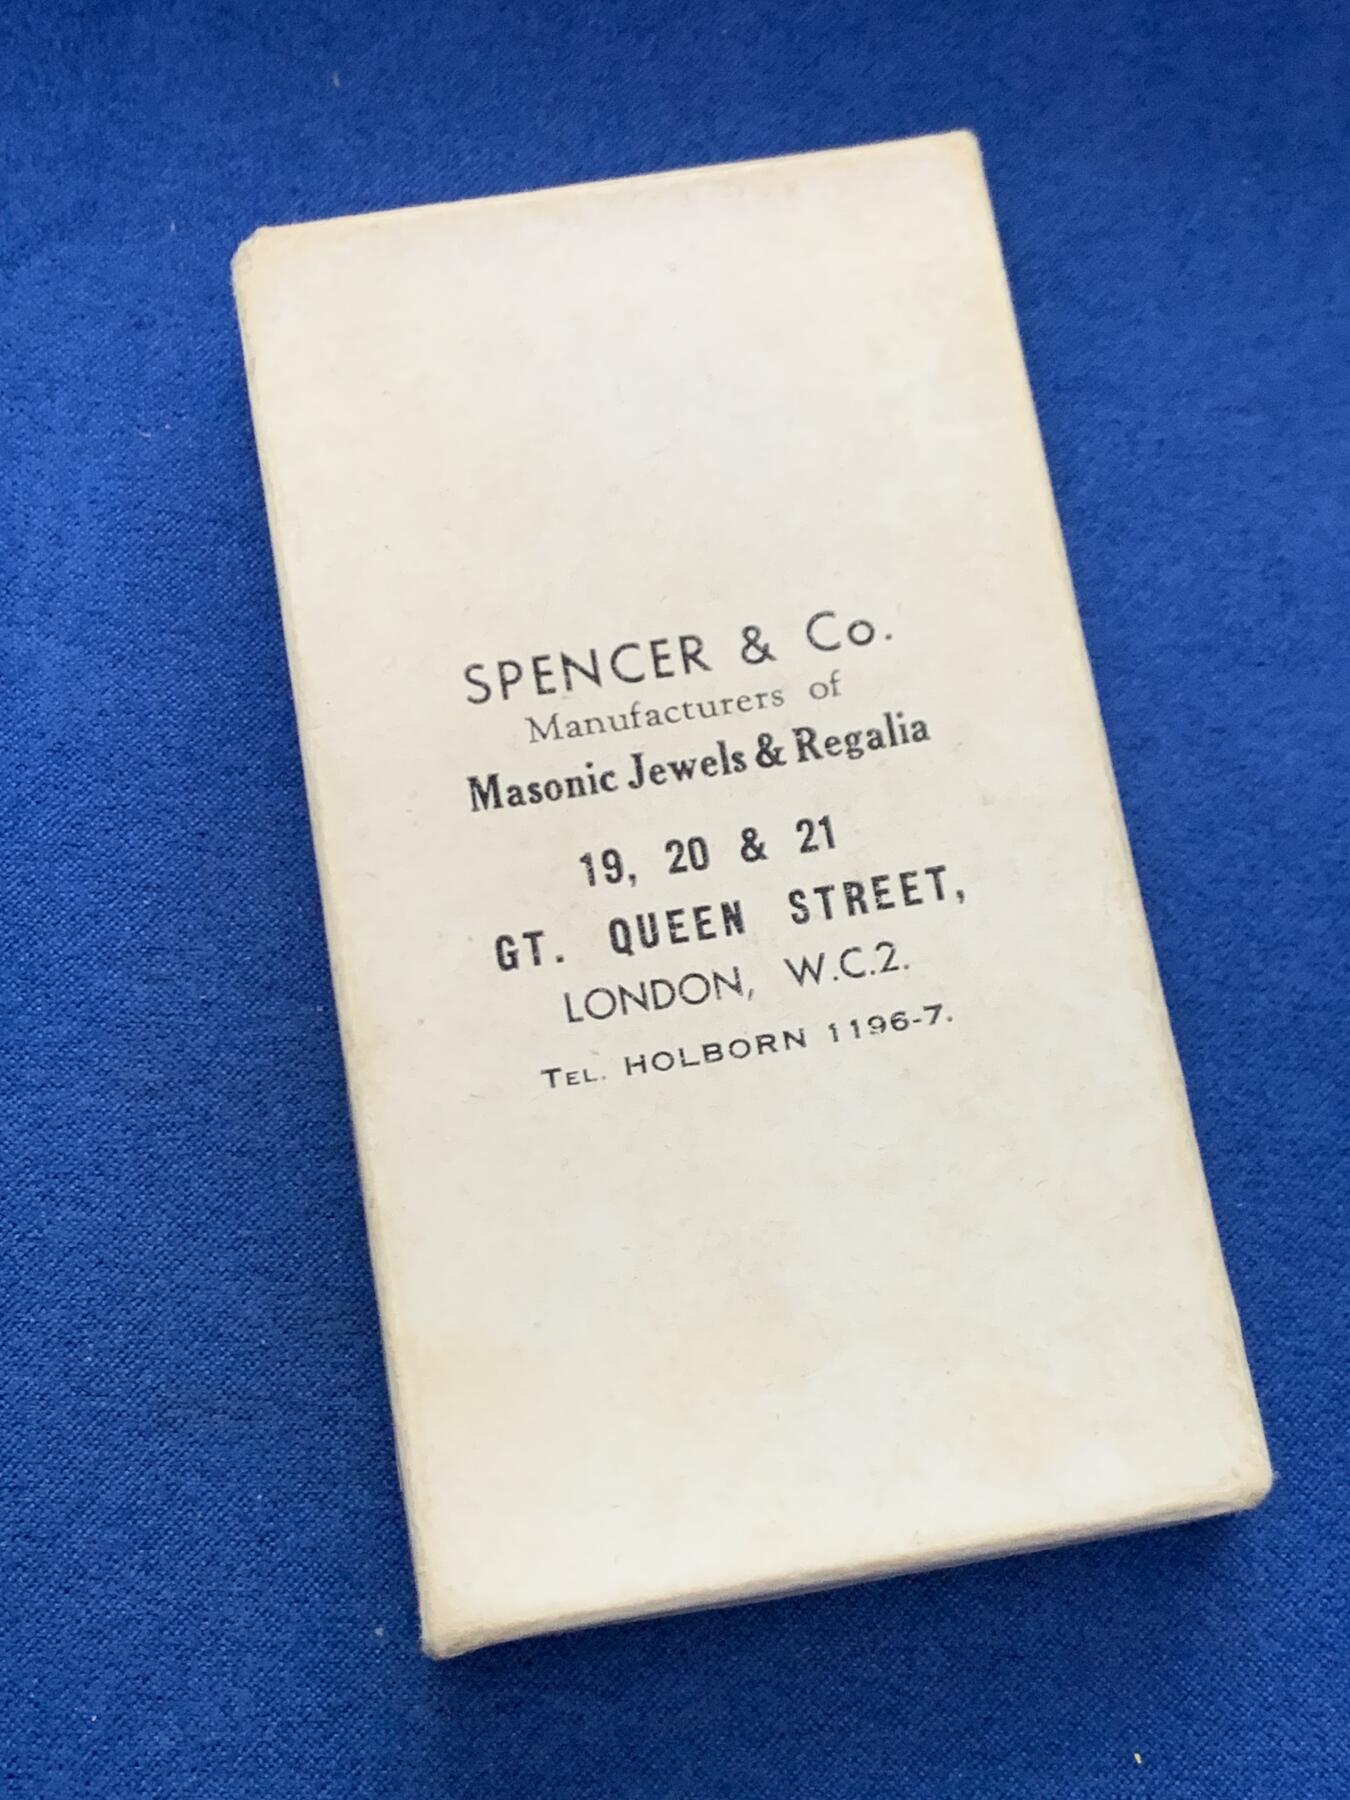 SPENCER & Co.
Manufacturers of
Masonic Jewels & Regalia
19, 20 & 21
GT. QUEEN STREET,
LONDON, W.C.2.
TEL. HOLBORN 1196-7.